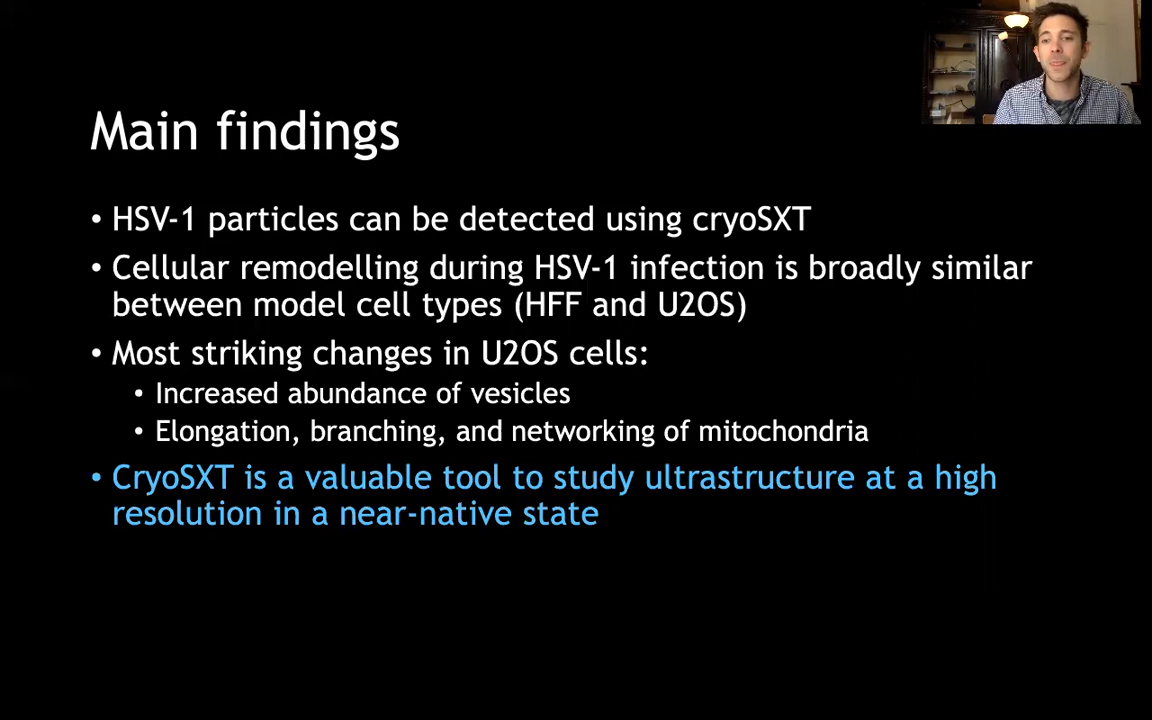 Main findings
• HSV-1 particles can be detected using cryoSXT
• Cellular remodelling during HSV-1 infection is broadly similar
between model cell types (HFF and U2OS)
• Most striking changes in U2OS cells:
• Increased abundance of vesicles
• Elongation, branching, and networking of mitochondria
• CryoSXT is a valuable tool to study ultrastructure at a high
resolution in a near-native state